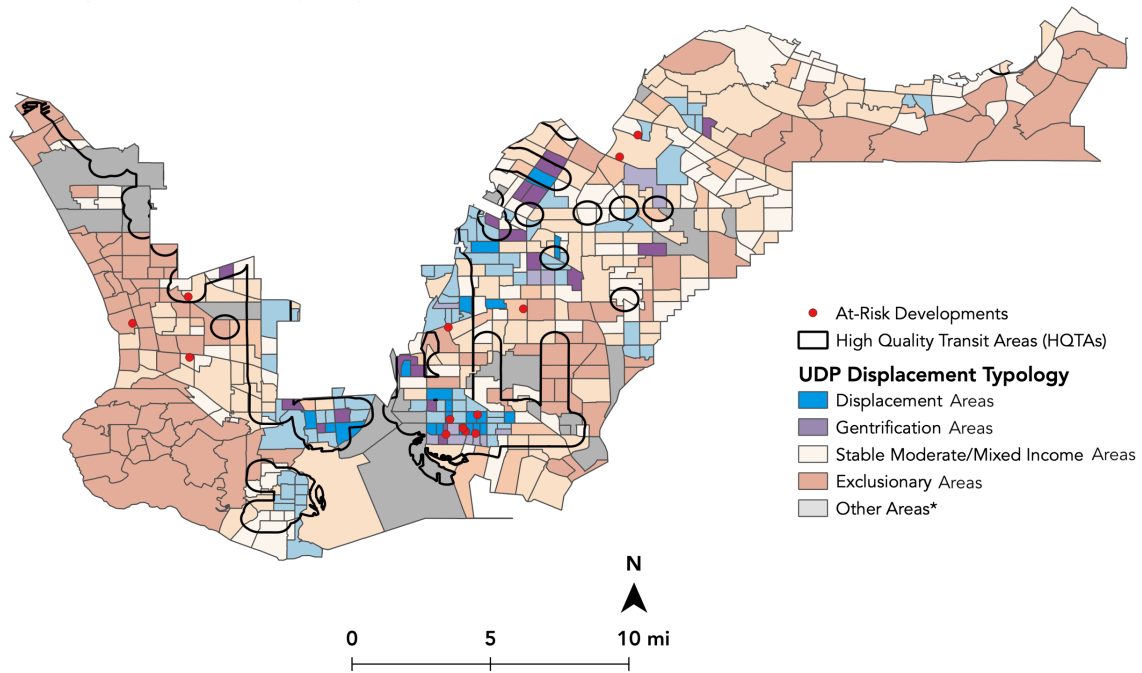 At-Risk Developments
High Quality Transit Areas (HQTAs)
UDP Displacement Typology
Displacement Areas
Gentrification Areas
Stable Moderate/Mixed Income Areas
Exclusionary Areas
Other Areas*
N
0 5 10 mi